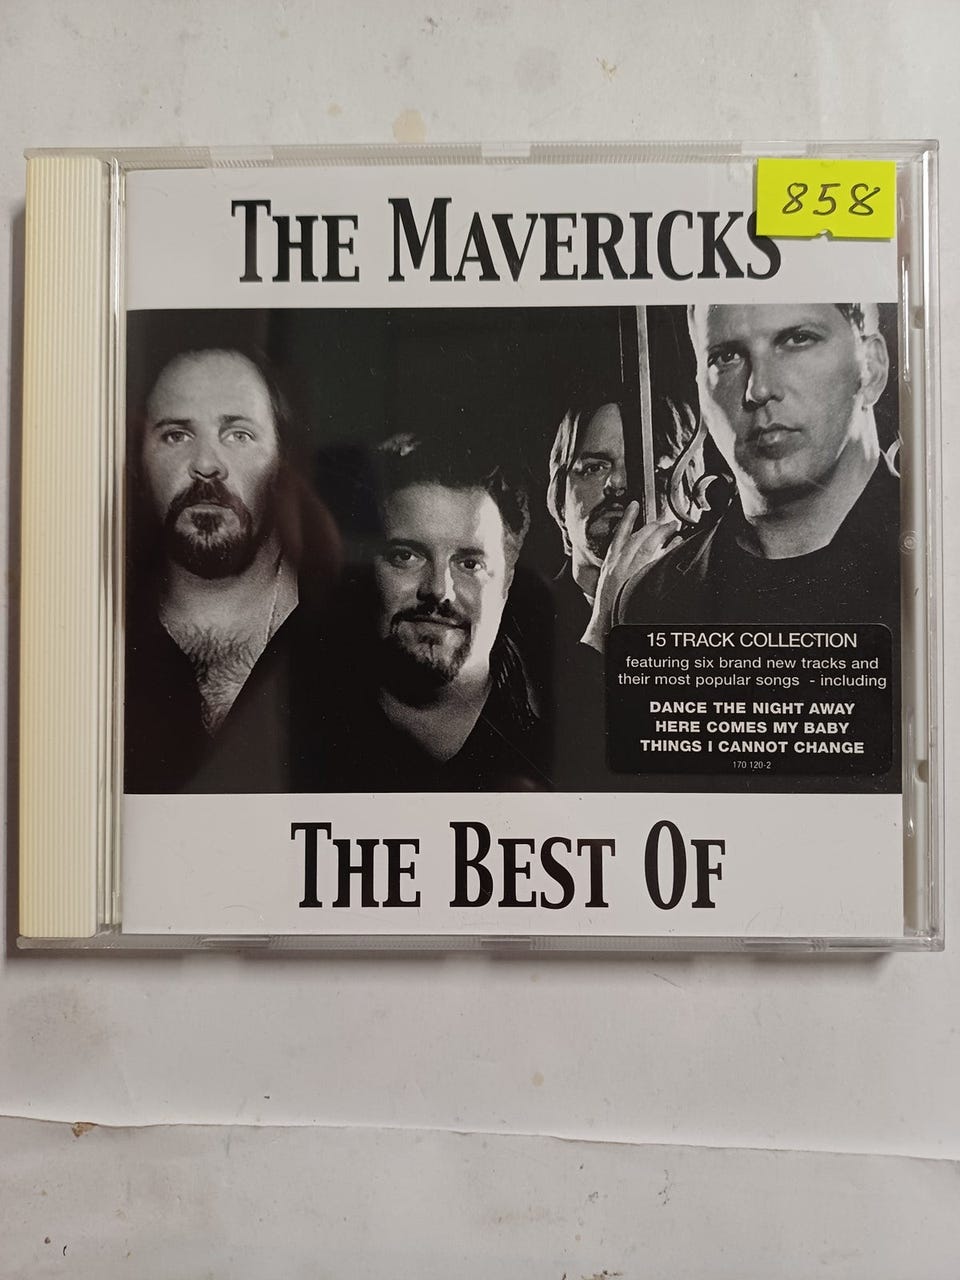 THE MAVERICKS
858
15 TRACK COLLECTION
featuring six brand new tracks and
their most popular songs - including
DANCE THE NIGHT AWAY
HERE COMES MY BABY
THINGS I CANNOT CHANGE
170 120-2
THE BEST OF